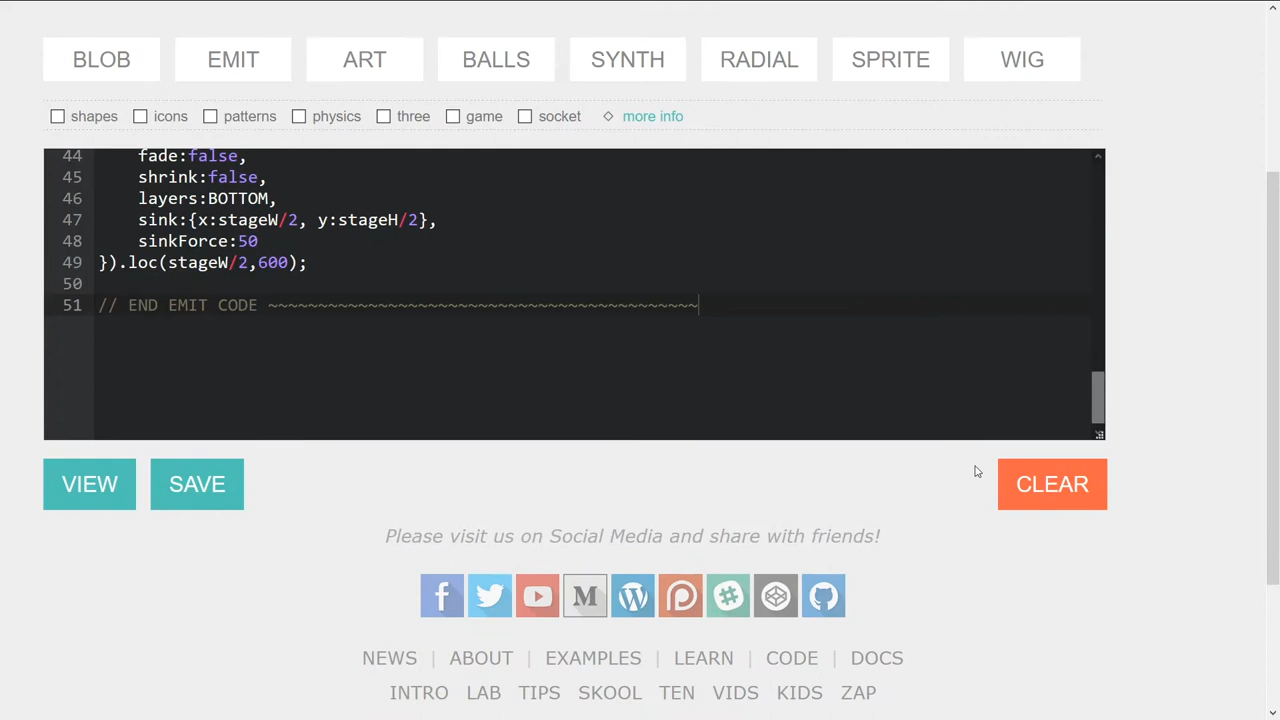 BLOB EMIT ART BALLS SYNTH RADIAL SPRITE WIG
shapes icons patterns physics three game socket ◇ more info
44 fade:false,
45 shrink:false,
46 layers:BOTTOM,
47 sink:{x:stageW/2, y:stageH/2},
48 sinkForce:50
49 }).loc(stageW/2,600);
50
51 // END EMIT CODE ~~~~~~~~~~~~~~~~~~~~~~~~~~~~~~~~~~~~~~~~~~~
VIEW SAVE CLEAR
Please visit us on Social Media and share with friends!
NEWS | ABOUT | EXAMPLES | LEARN | CODE | DOCS
INTRO LAB TIPS SKOOL TEN VIDS KIDS ZAP